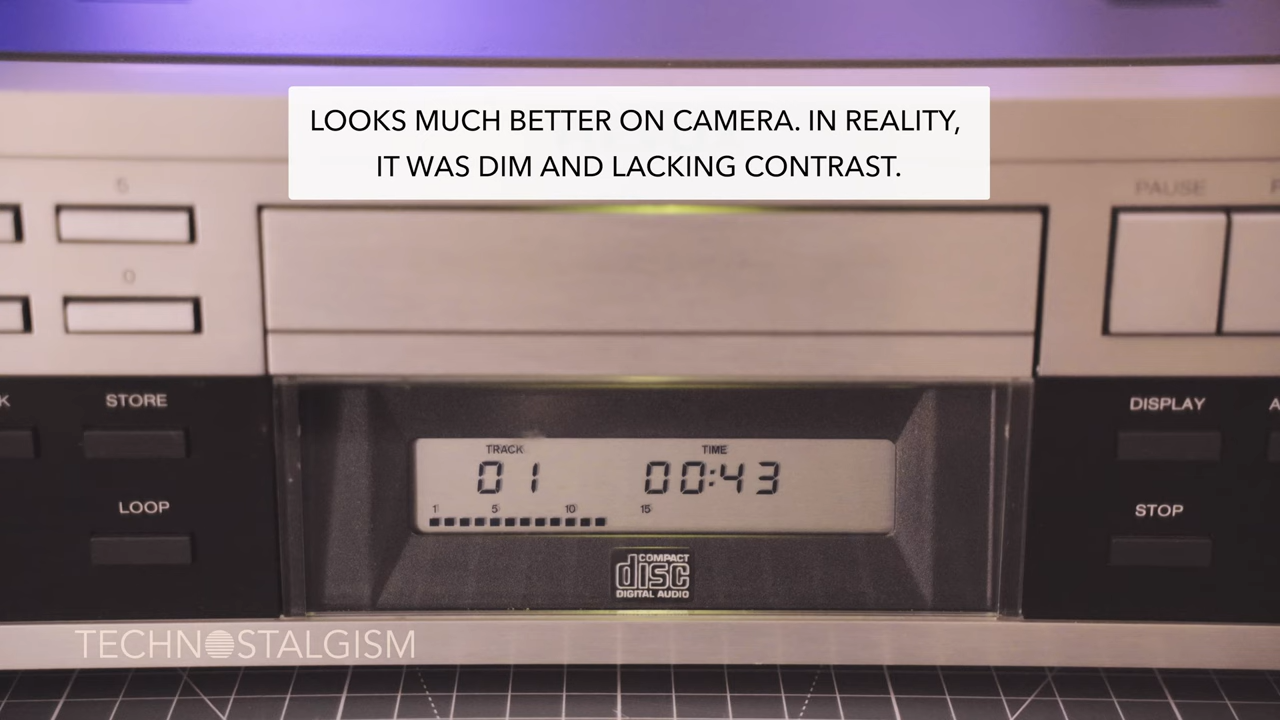 LOOKS MUCH BETTER ON CAMERA. IN REALITY,
IT WAS DIM AND LACKING CONTRAST.
5
PAUSE
0
STORE
DISPLAY
LOOP
STOP
TRACK TIME
01 00:43
1 5 10 15
COMPACT
disc
DIGITAL AUDIO
TECHNOSTALGISM